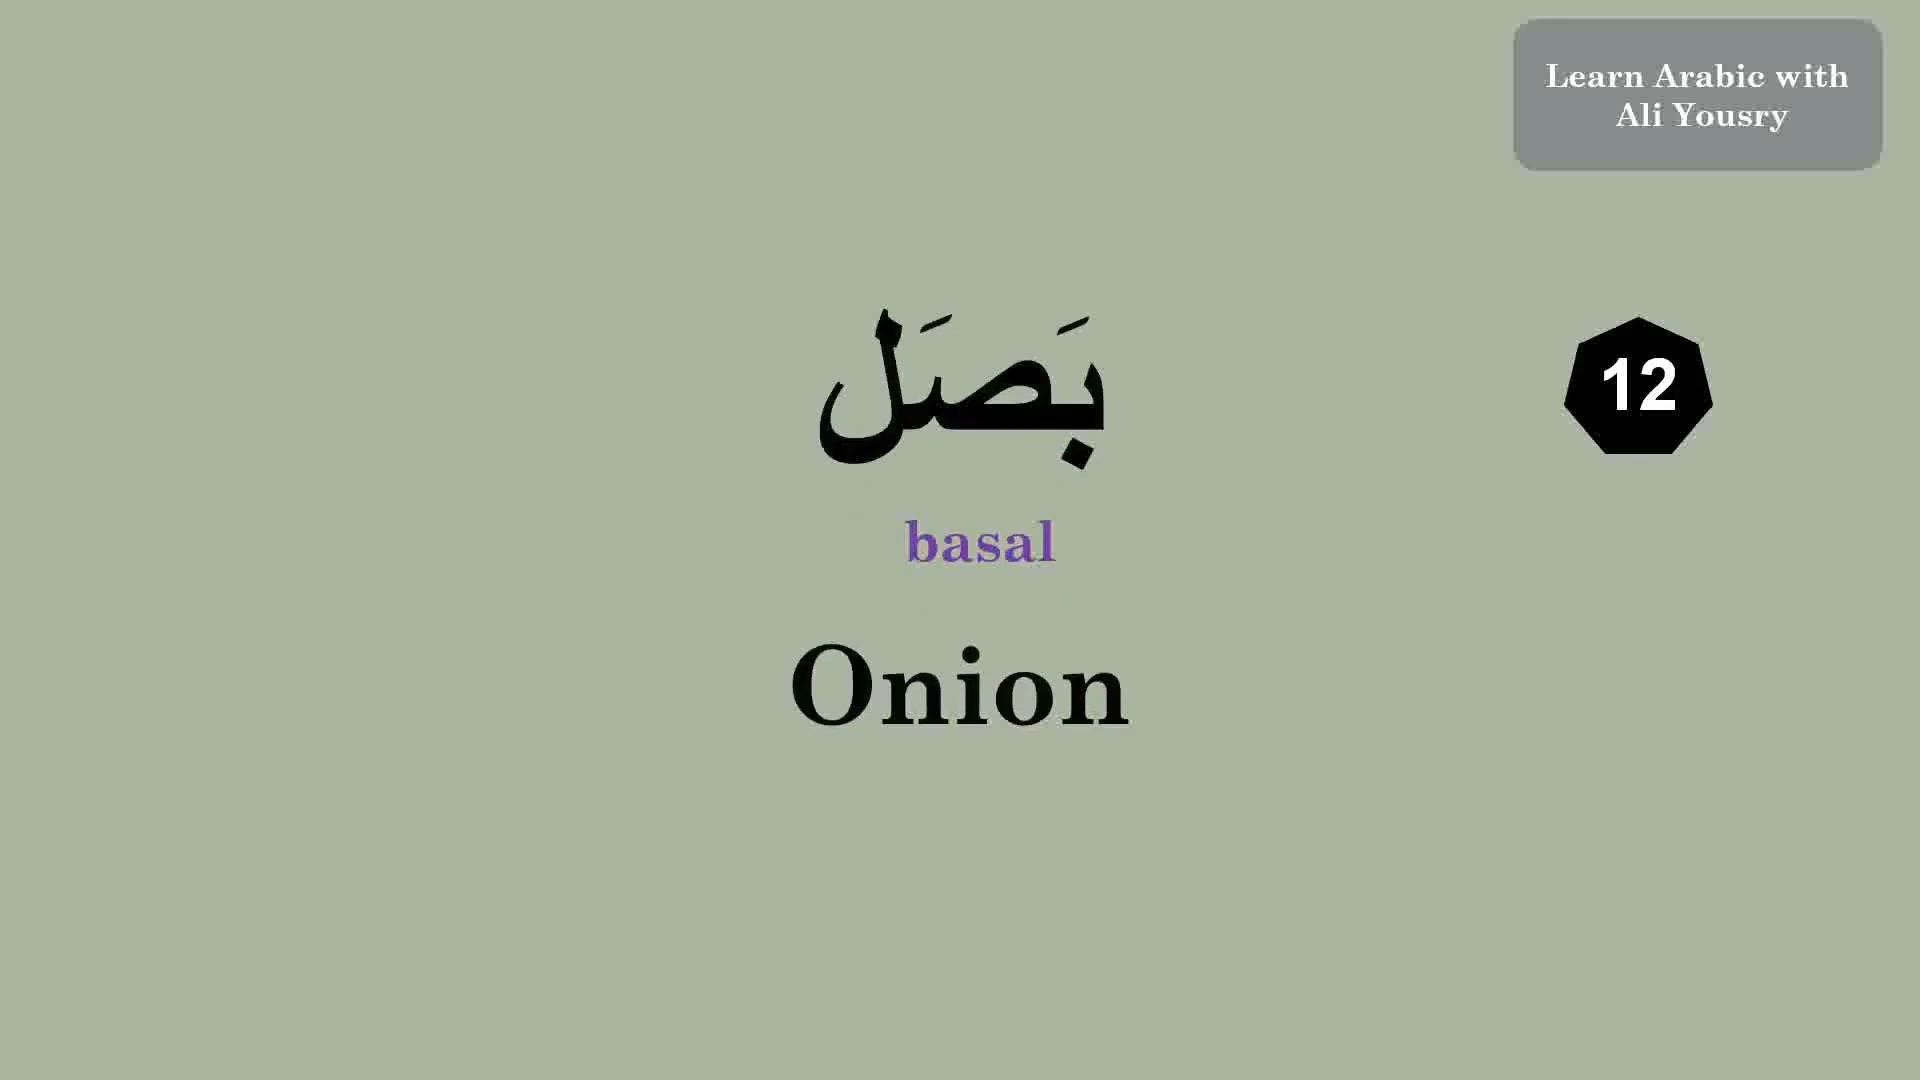 Learn Arabic with
Ali Yousry
بَصَل
12
basal
Onion